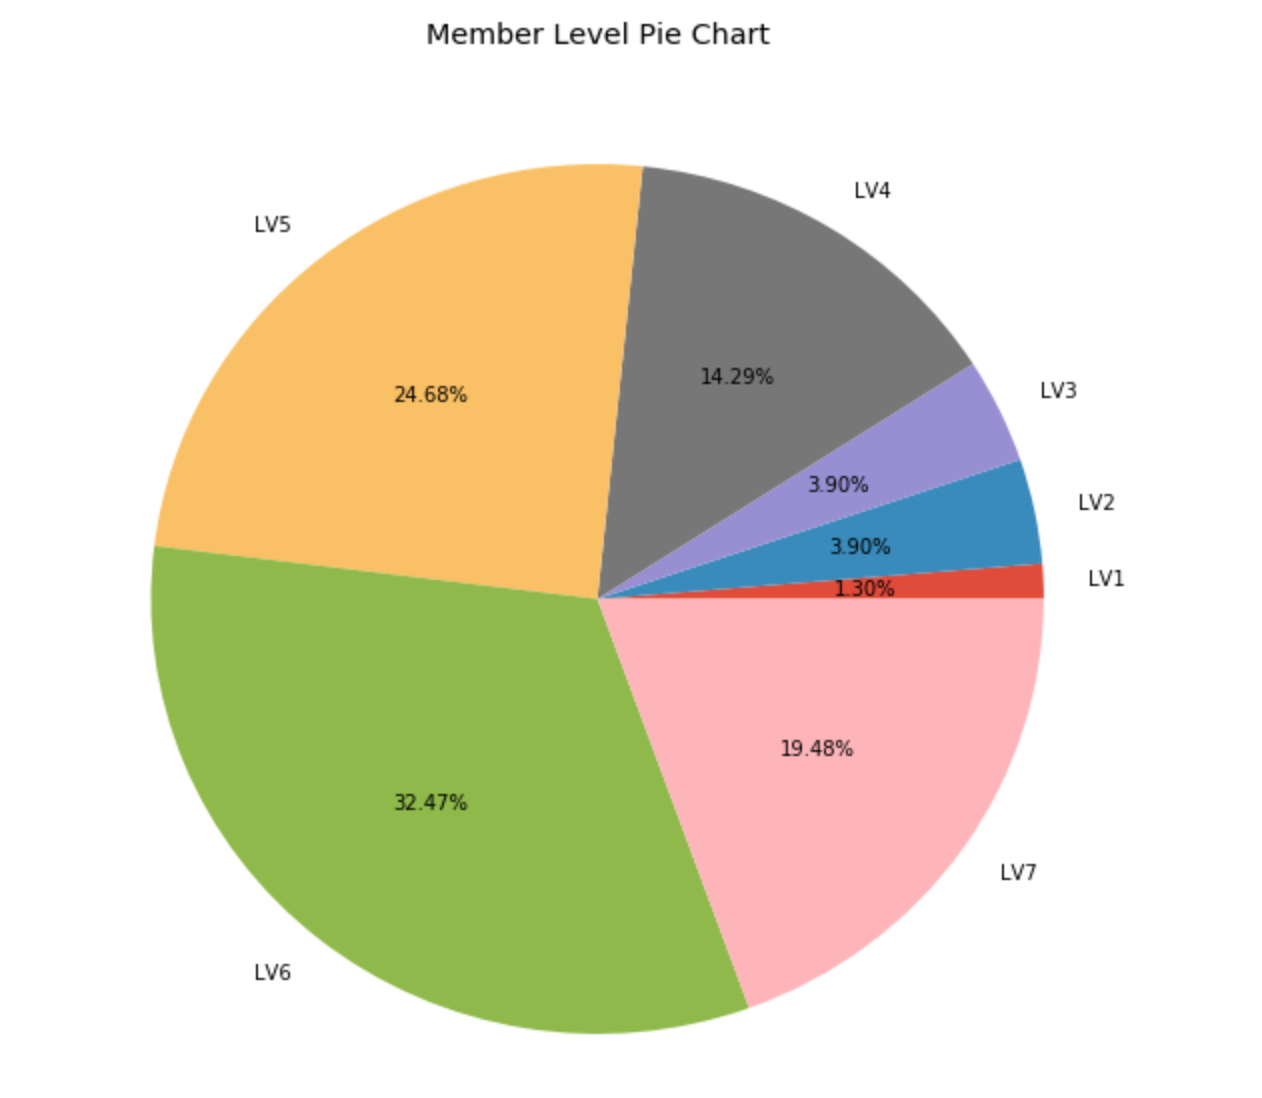 Member Level Pie Chart
LV4
LV5
14.29%
LV3
24.68%
3.90%
LV2
3.90%
LV1
1.30%
19.48%
32.47%
LV7
LV6